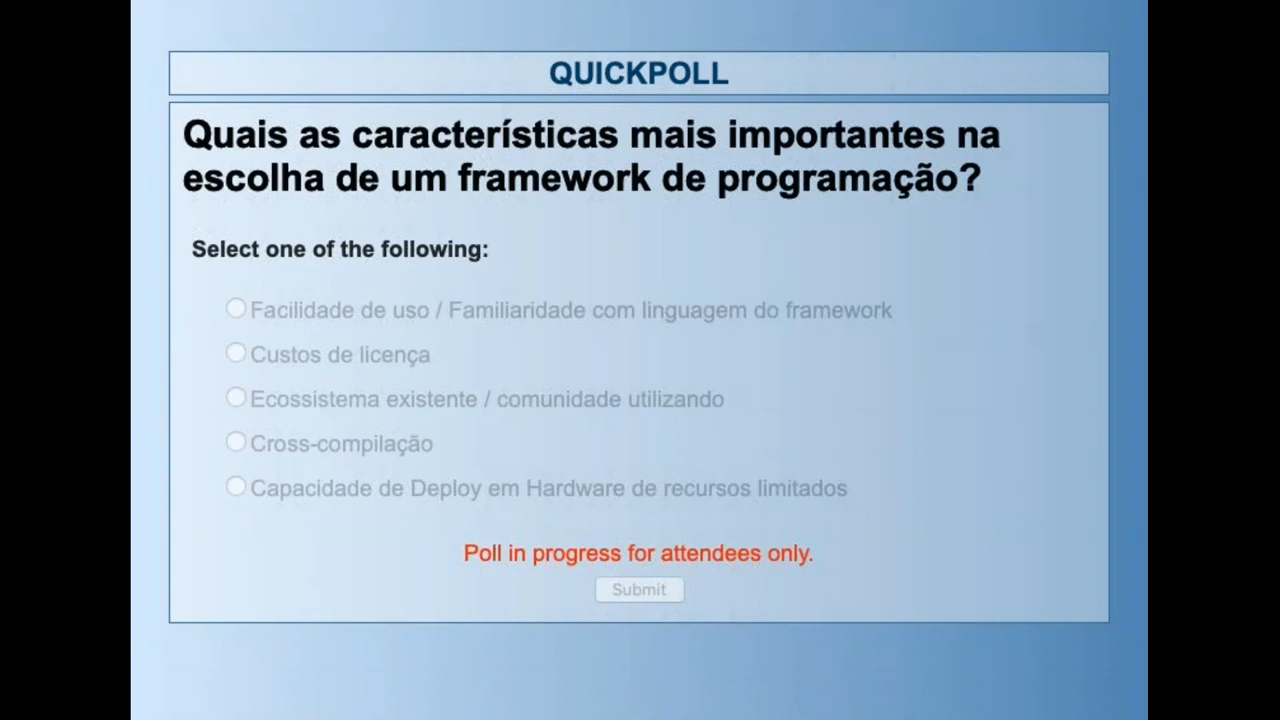 QUICKPOLL
Quais as características mais importantes na
escolha de um framework de programação?
Select one of the following:
Facilidade de uso / Familiaridade com linguagem do framework
Custos de licença
Ecossistema existente / comunidade utilizando
Cross-compilação
Capacidade de Deploy em Hardware de recursos limitados
Poll in progress for attendees only.
Submit